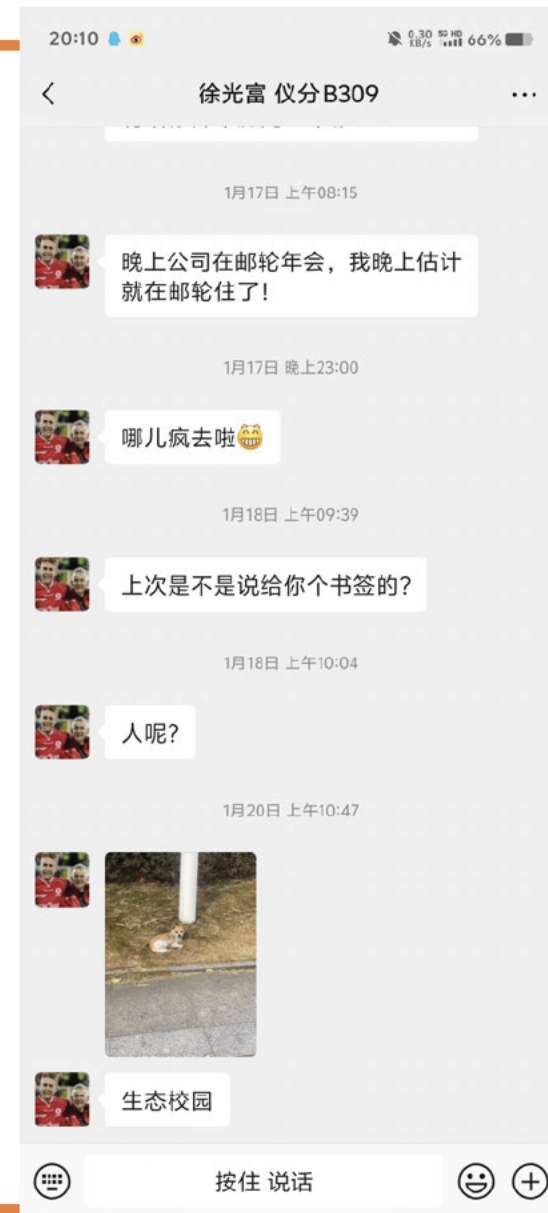 20:10 0.30 KB/s 5G HD 66%
徐光富 仪分B309
1月17日 上午08:15
晚上公司在邮轮年会，我晚上估计
就在邮轮住了！
1月17日 晚上23:00
哪儿疯去啦😁
1月18日 上午09:39
上次是不是说给你个书签的？
1月18日 上午10:04
人呢？
1月20日 上午10:47
生态校园
按住 说话